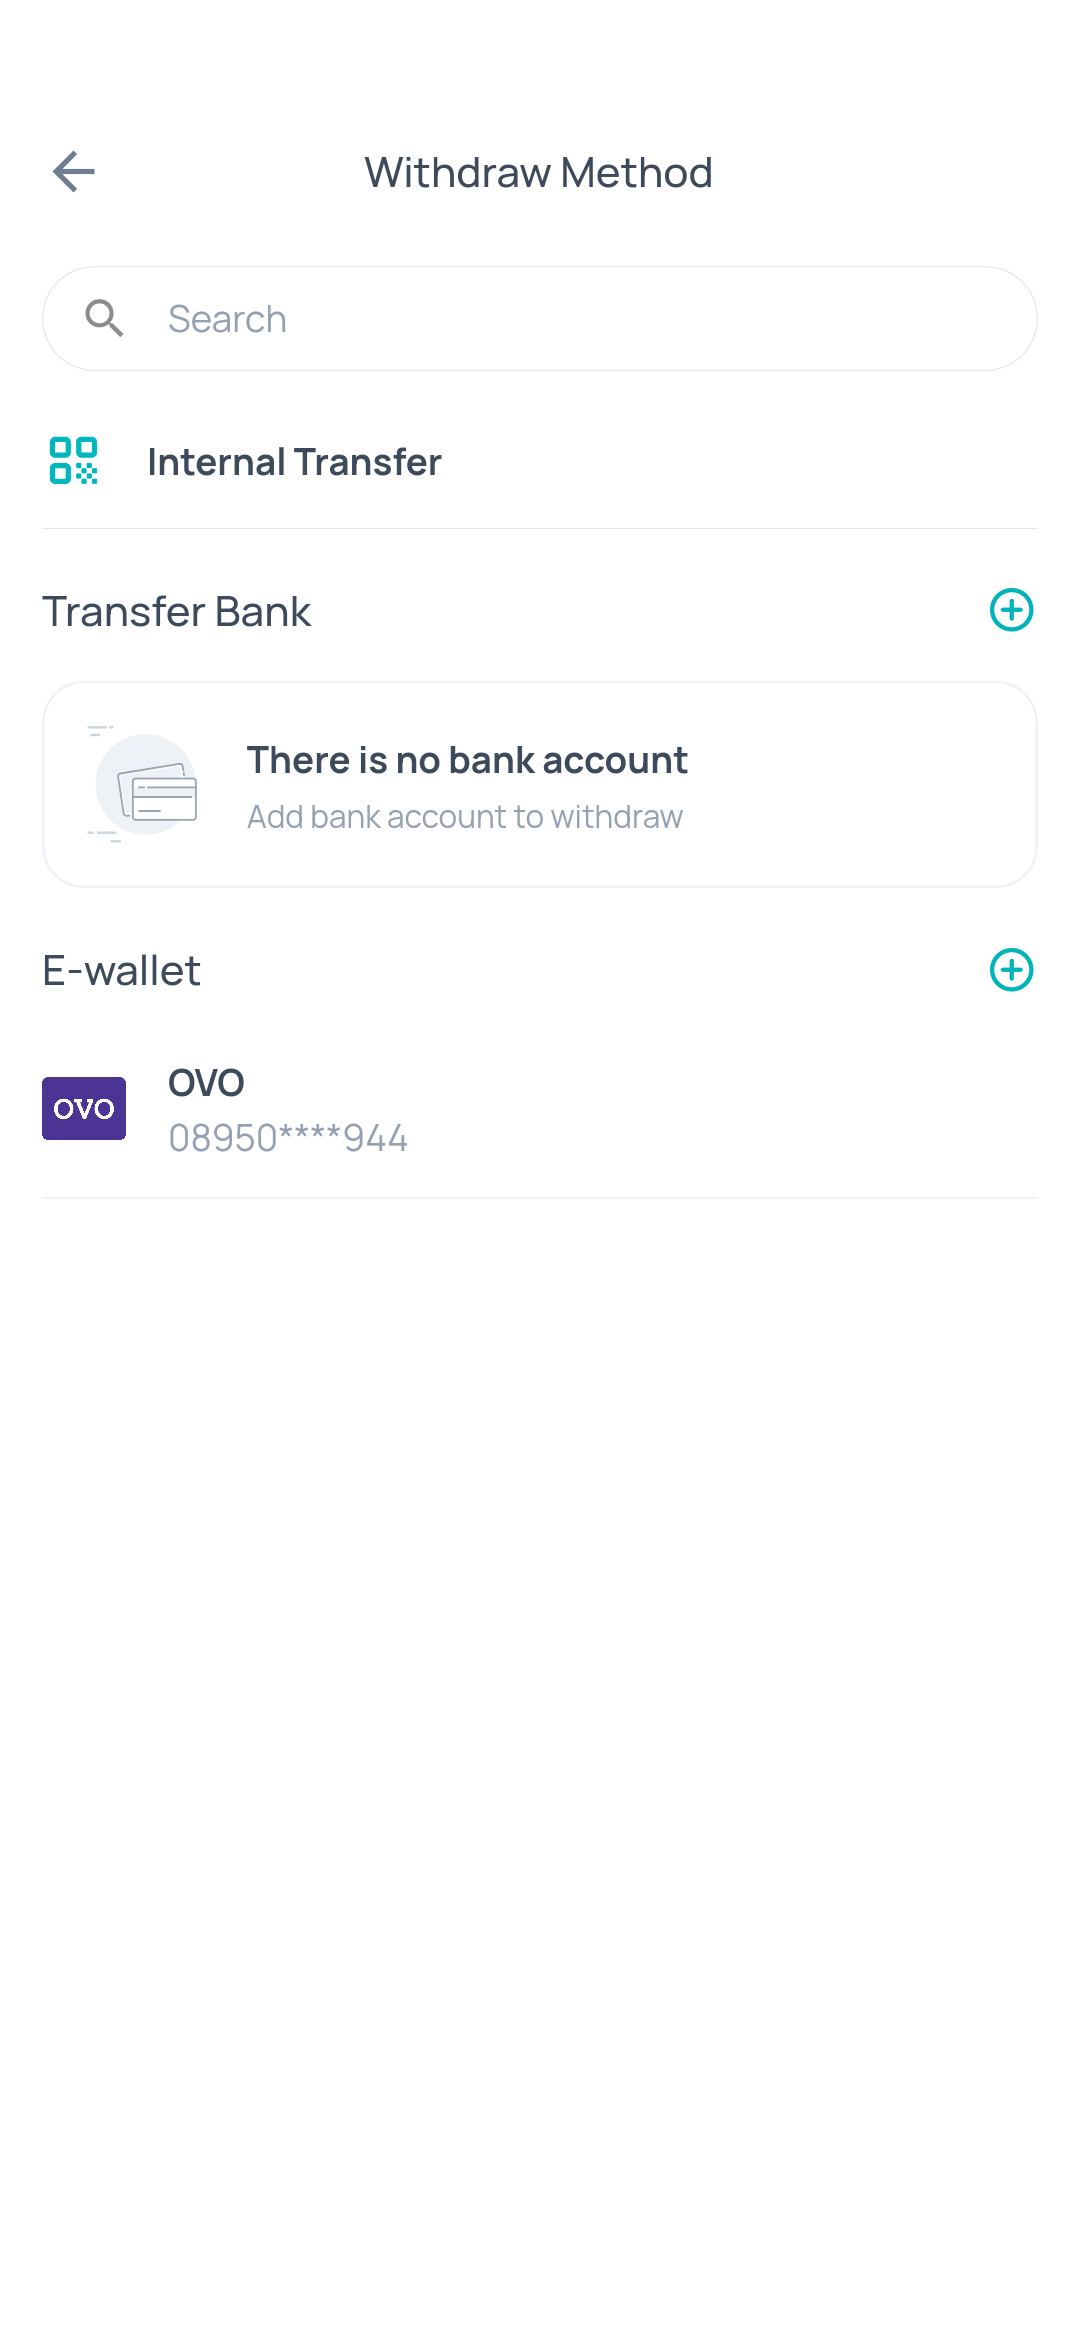 Withdraw Method
Search
Internal Transfer
Transfer Bank
There is no bank account
Add bank account to withdraw
E-wallet
OVO
OVO
08950****944